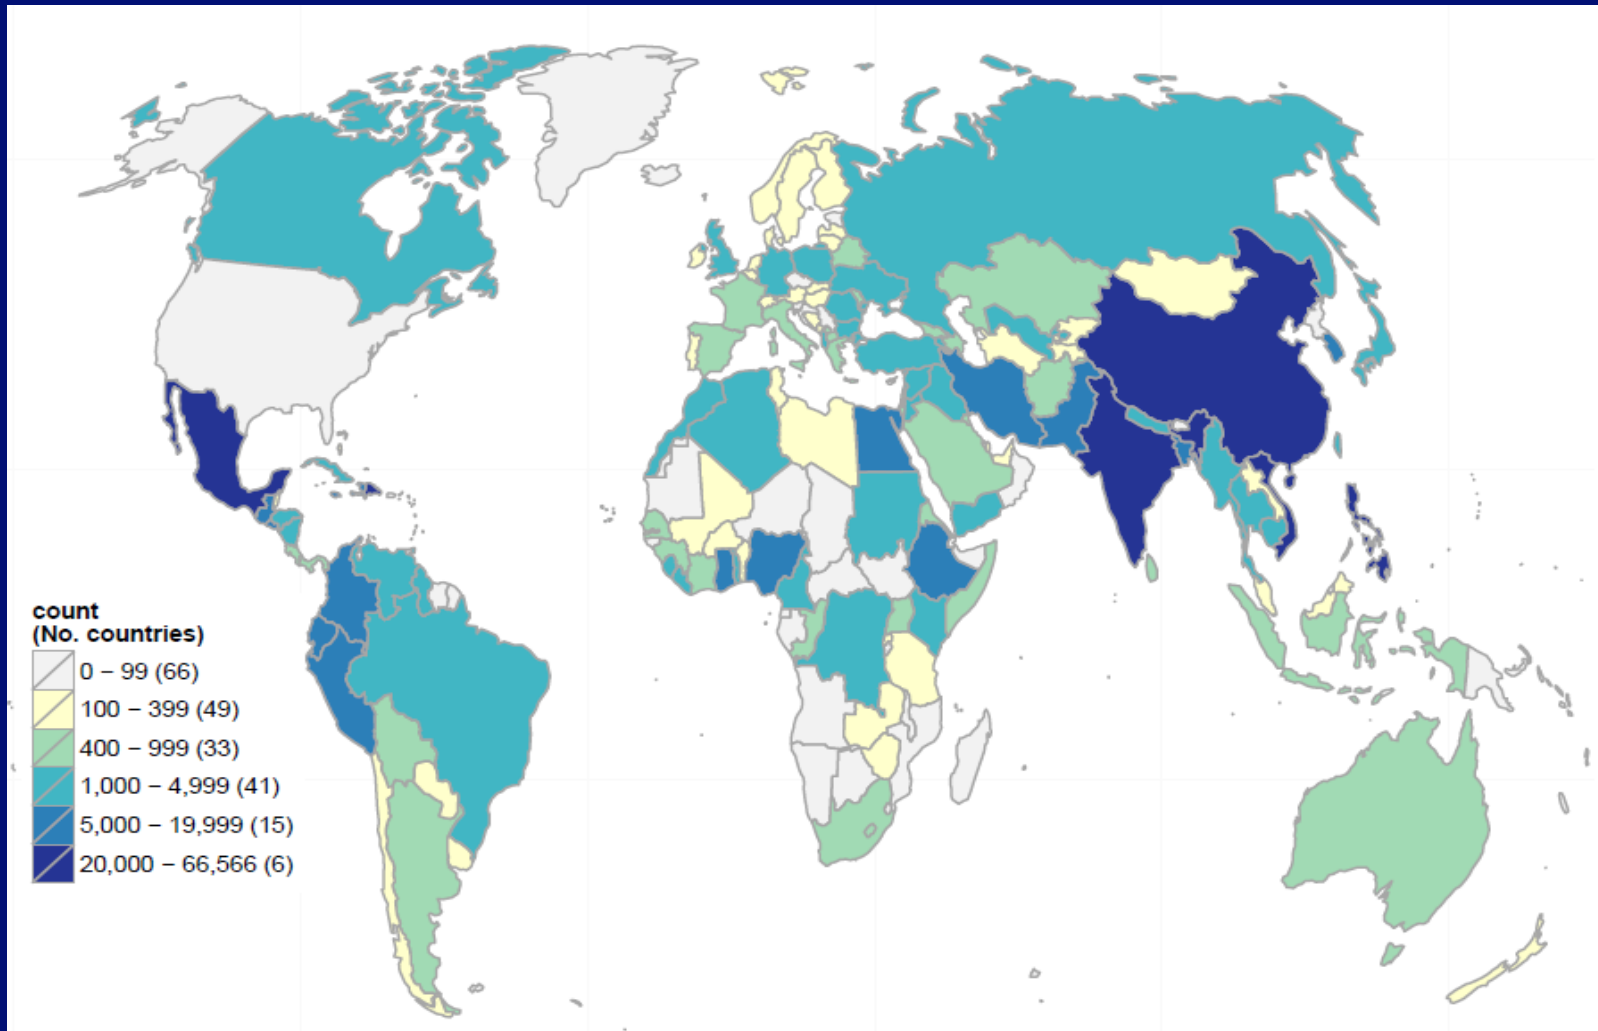 count
(No. countries)
0 − 99 (66)
100 − 399 (49)
400 − 999 (33)
1,000 − 4,999 (41)
5,000 − 19,999 (15)
20,000 − 66,566 (6)